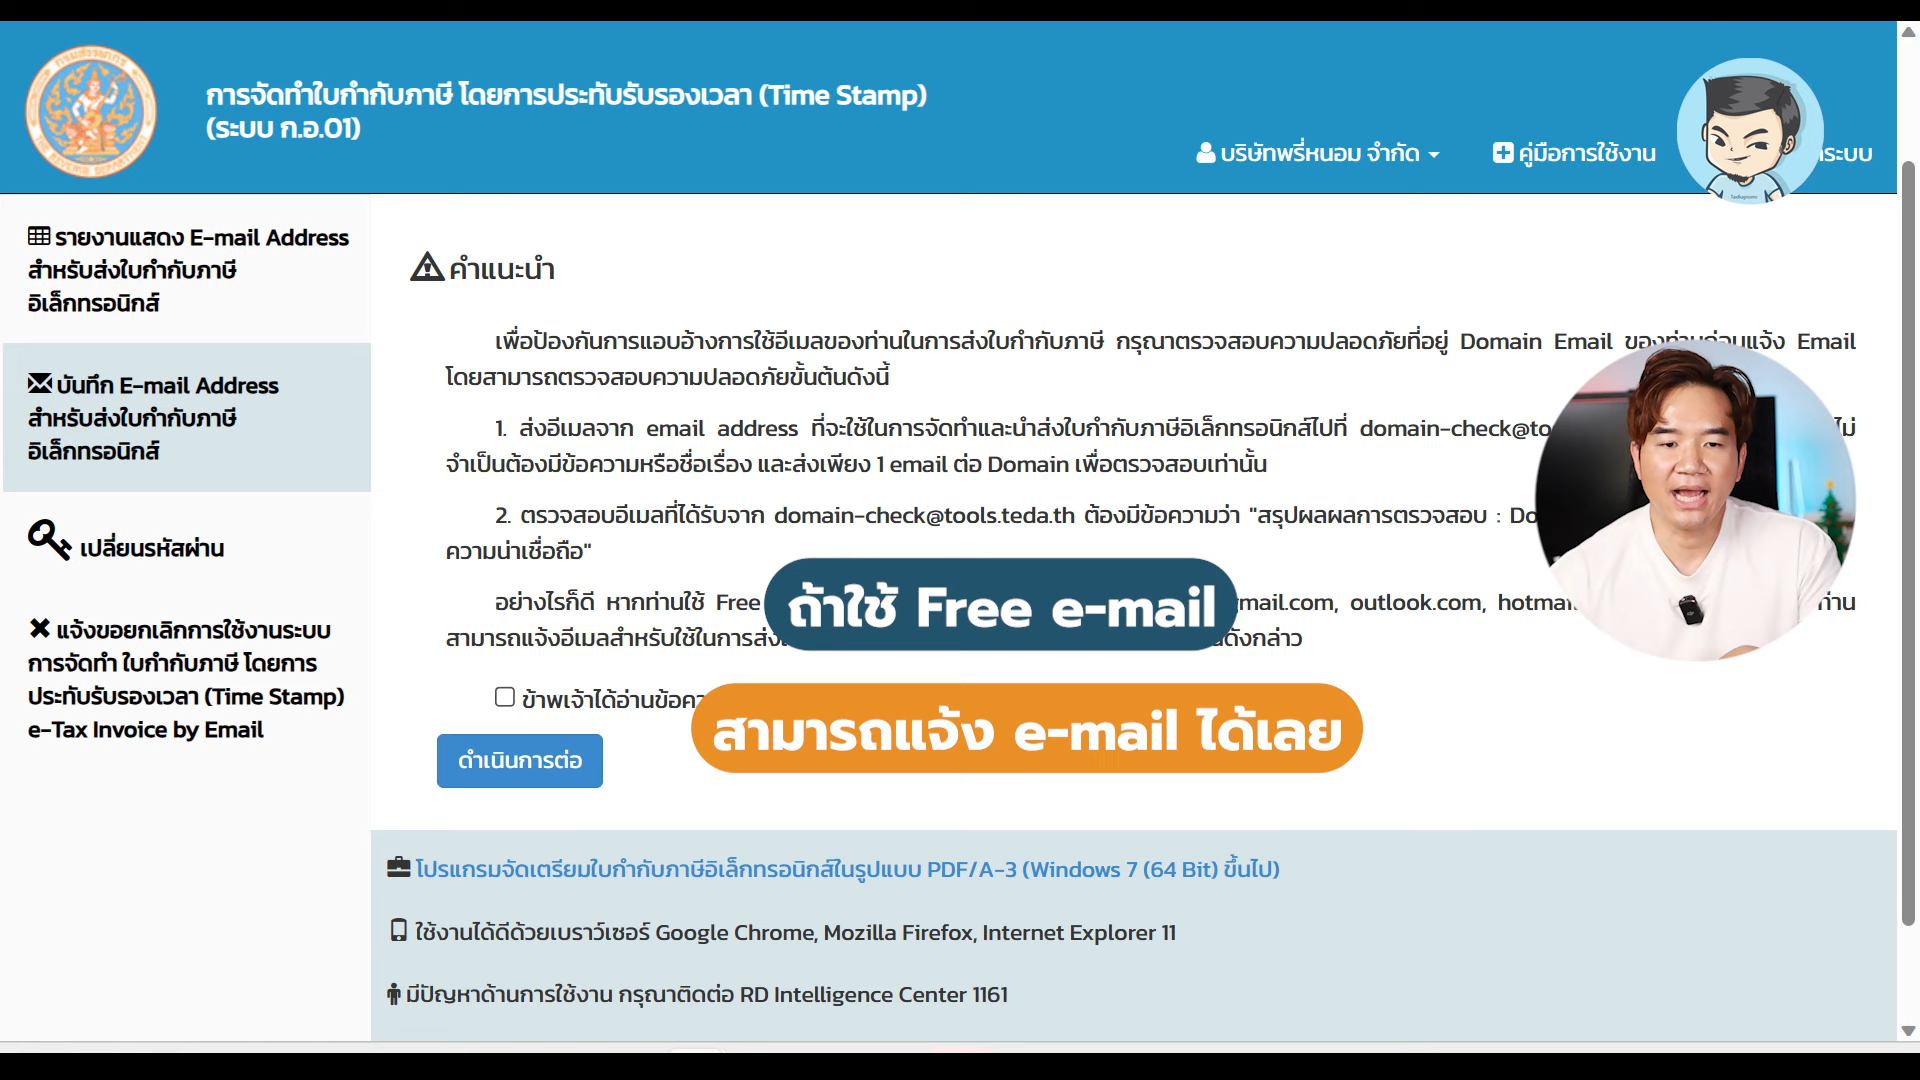 การจัดทำใบกำกับภาษี โดยการประทับรับรองเวลา (Time Stamp)
(ระบบ ก.อ.01)
บริษัทพรี่หนอม จำกัด
คู่มือการใช้งาน
ระบบ
รายงานแสดง E-mail Address
สำหรับส่งใบกำกับภาษี
อิเล็กทรอนิกส์
บันทึก E-mail Address
สำหรับส่งใบกำกับภาษี
อิเล็กทรอนิกส์
เปลี่ยนรหัสผ่าน
แจ้งขอยกเลิกการใช้งานระบบ
การจัดทำ ใบกำกับภาษี โดยการ
ประทับรับรองเวลา (Time Stamp)
e-Tax Invoice by Email
คำแนะนำ
เพื่อป้องกันการแอบอ้างการใช้อีเมลของท่านในการส่งใบกำกับภาษี กรุณาตรวจสอบความปลอดภัยที่อยู่ Domain Email ของท่านก่อนแจ้ง Email
โดยสามารถตรวจสอบความปลอดภัยขั้นต้นดังนี้
1. ส่งอีเมลจาก email address ที่จะใช้ในการจัดทำและนำส่งใบกำกับภาษีอิเล็กทรอนิกส์ไปที่ domain-check@to ไม่
จำเป็นต้องมีข้อความหรือชื่อเรื่อง และส่งเพียง 1 email ต่อ Domain เพื่อตรวจสอบเท่านั้น
2. ตรวจสอบอีเมลที่ได้รับจาก domain-check@tools.teda.th ต้องมีข้อความว่า "สรุปผลผลการตรวจสอบ : Do
ความน่าเชื่อถือ"
อย่างไรก็ดี หากท่านใช้ Free gmail.com, outlook.com, hotmail ท่าน
สามารถแจ้งอีเมลสำหรับใช้ในการส่ง ดังกล่าว
ถ้าใช้ Free e-mail
ข้าพเจ้าได้อ่านข้อคว
สามารถแจ้ง e-mail ได้เลย
ดำเนินการต่อ
โปรแกรมจัดเตรียมใบกำกับภาษีอิเล็กทรอนิกส์ในรูปแบบ PDF/A-3 (Windows 7 (64 Bit) ขึ้นไป)
ใช้งานได้ดีด้วยเบราว์เซอร์ Google Chrome, Mozilla Firefox, Internet Explorer 11
มีปัญหาด้านการใช้งาน กรุณาติดต่อ RD Intelligence Center 1161